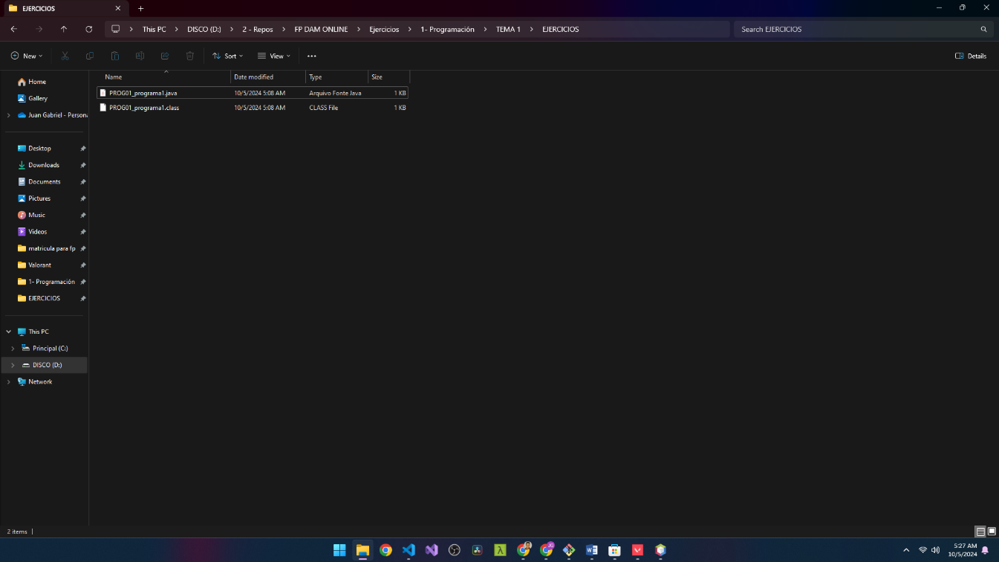 EJERCICIOS
This PC > DISCO (D:) > 2 - Repos > FP DAM ONLINE > Ejercicios > 1- Programación > TEMA 1 > EJERCICIOS
Search EJERCICIOS
New Sort View Details
Name Date modified Type Size
PROG01_programa1.java 10/5/2024 5:08 AM Arquivo Fonte Java 1 KB
PROG01_programa1.class 10/5/2024 5:08 AM CLASS File 1 KB
Home
Gallery
Juan Gabriel - Persona
Desktop
Downloads
Documents
Pictures
Music
Videos
matricula para fp
Valorant
1- Programación
EJERCICIOS
This PC
Principal (C:)
DISCO (D:)
Network
2 items
5:27 AM
10/5/2024